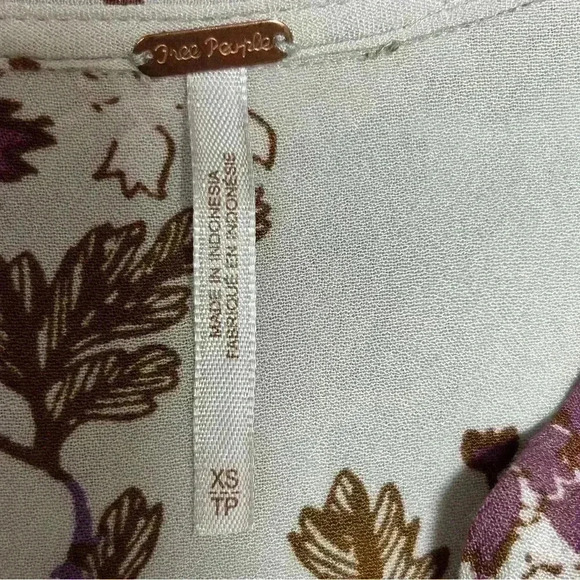 Free People
MADE IN INDONESIA
FABRIQUÉ EN INDONÉSIE
XS
TP